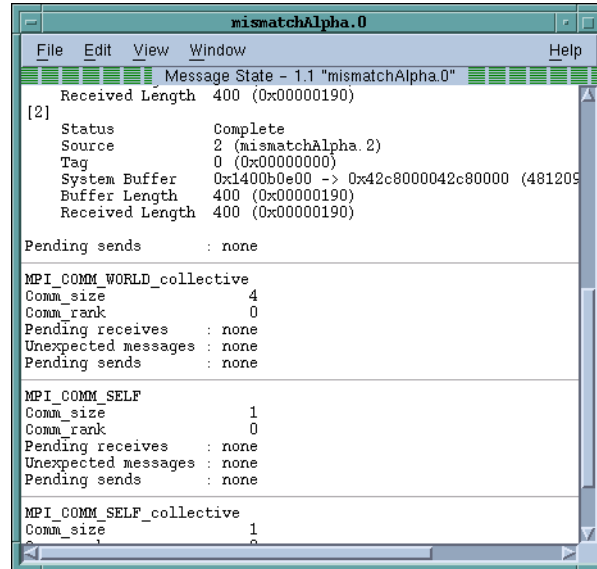 mismatchAlpha.0
File Edit View Window Help
Message State - 1.1 "mismatchAlpha.0"
Received Length 400 (0x00000190)
[2]
Status Complete
Source 2 (mismatchAlpha.2)
Tag 0 (0x00000000)
System Buffer 0x1400b0e00 -> 0x42c8000042c80000 (481209
Buffer Length 400 (0x00000190)
Received Length 400 (0x00000190)
Pending sends : none
MPI_COMM_WORLD_collective
Comm_size 4
Comm_rank 0
Pending receives : none
Unexpected messages : none
Pending sends : none
MPI_COMM_SELF
Comm_size 1
Comm_rank 0
Pending receives : none
Unexpected messages : none
Pending sends : none
MPI_COMM_SELF_collective
Comm_size 1